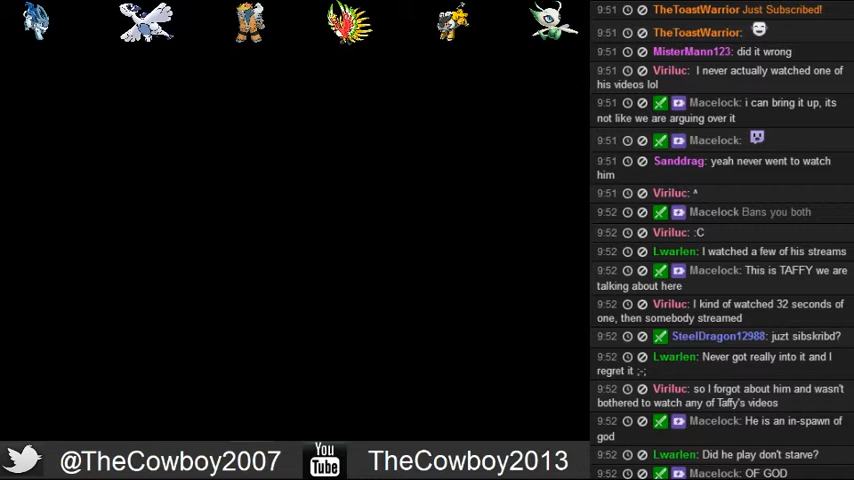 9:51 TheToastWarrior Just Subscribed!
9:51 TheToastWarrior:
9:51 MisterMann123: did it wrong
9:51 Viriluc: I never actually watched one of
his videos lol
9:51 Macelock: i can bring it up, its
not like we are arguing over it
9:51 Macelock:
9:51 Sanddrag: yeah never went to watch
him
9:51 Viriluc: ^
9:52 Macelock Bans you both
9:52 Viriluc: :C
9:52 Lwarlen: I watched a few of his streams
9:52 Macelock: This is TAFFY we are
talking about here
9:52 Viriluc: I kind of watched 32 seconds of
one, then somebody streamed
9:52 SteelDragon12988: juzt sibskribd?
9:52 Lwarlen: Never got really into it and I
regret it ;-;
9:52 Viriluc: so I forgot about him and wasn't
bothered to watch any of Taffy's videos
9:52 Macelock: He is an in-spawn of
god
9:52 Lwarlen: Did he play don't starve?
9:52 Macelock: OF GOD
@TheCowboy2007
You
Tube
TheCowboy2013